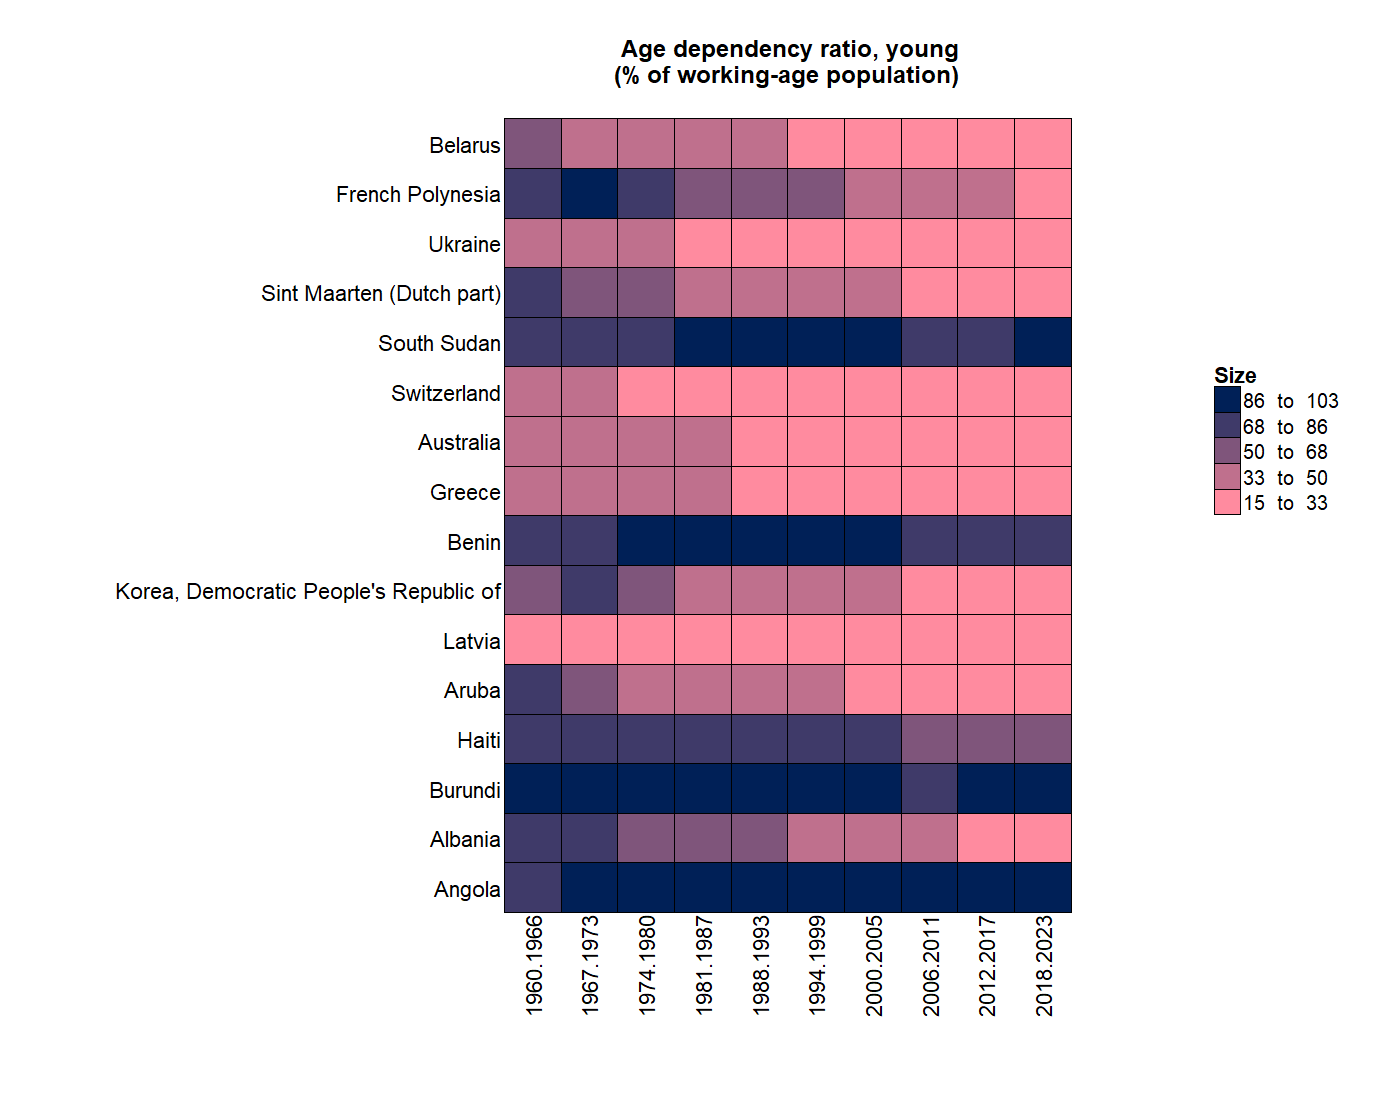 Age dependency ratio, young
(% of working-age population)
Belarus
French Polynesia
Ukraine
Sint Maarten (Dutch part)
South Sudan
Switzerland
Australia
Greece
Benin
Korea, Democratic People's Republic of
Latvia
Aruba
Haiti
Burundi
Albania
Angola
1960.1966
1967.1973
1974.1980
1981.1987
1988.1993
1994.1999
2000.2005
2006.2011
2012.2017
2018.2023
Size
86 to 103
68 to 86
50 to 68
33 to 50
15 to 33